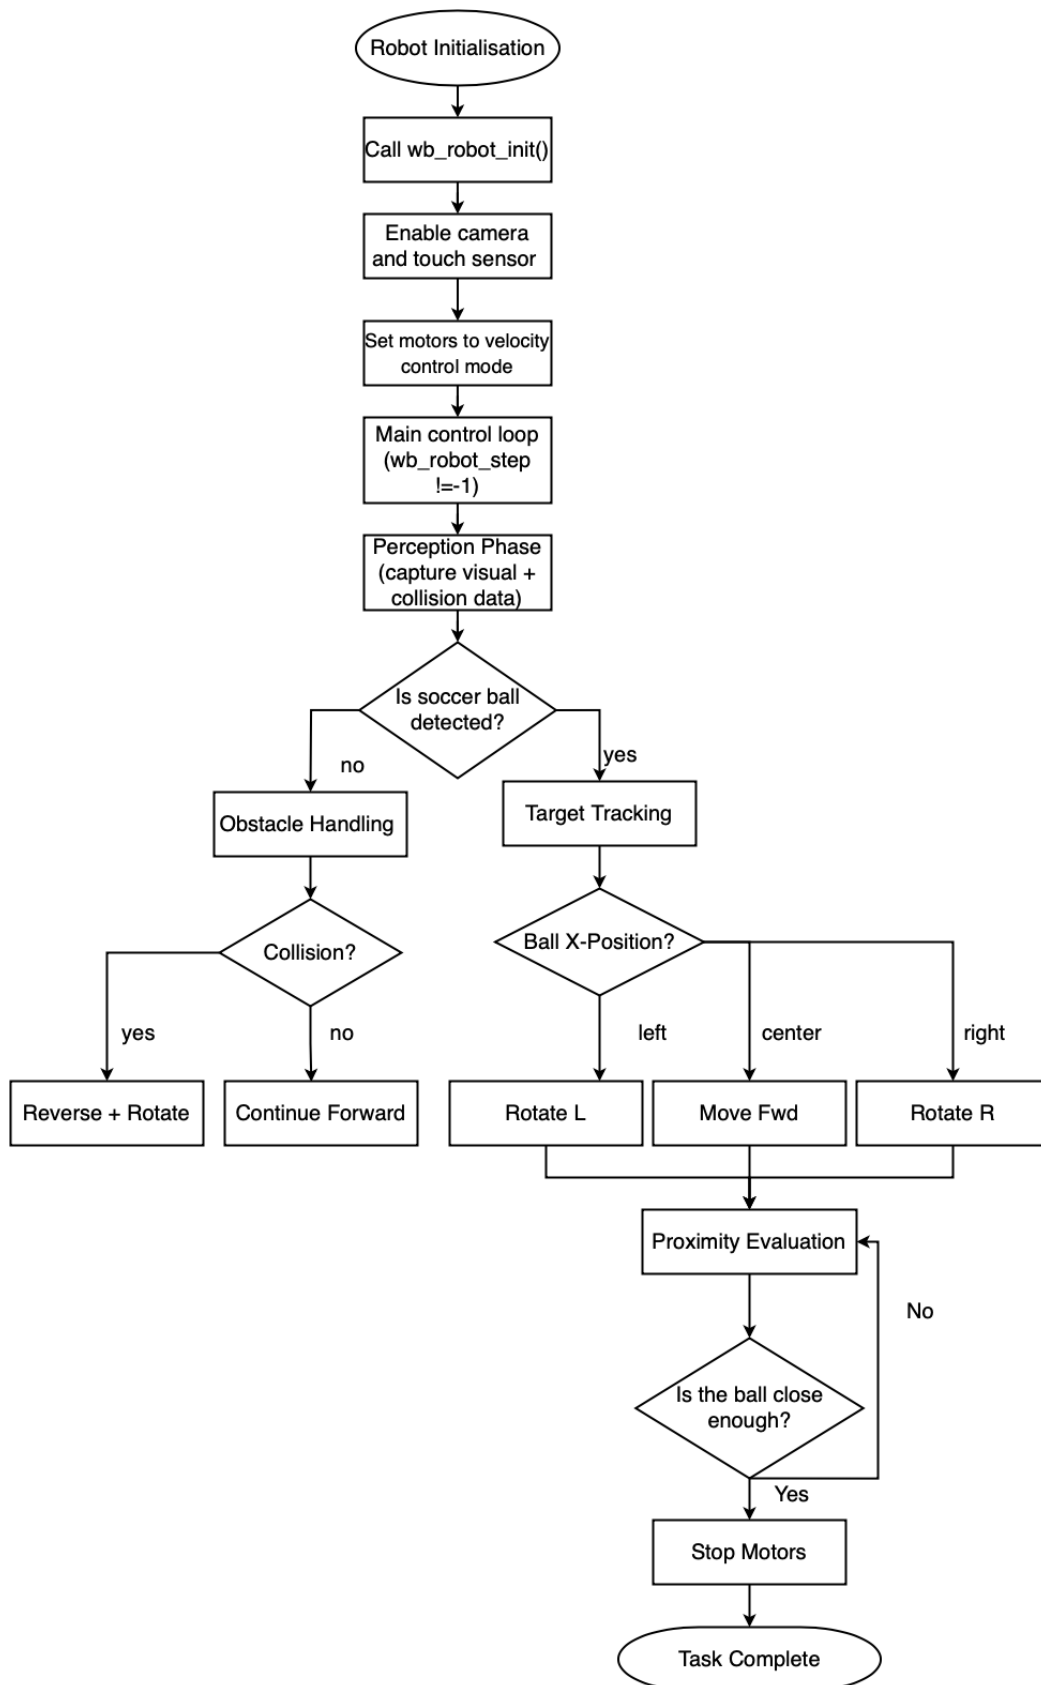 Robot Initialisation
Call wb_robot_init()
Enable camera
and touch sensor
Set motors to velocity
control mode
Main control loop
(wb_robot_step
!=-1)
Perception Phase
(capture visual +
collision data)
Is soccer ball
detected?
no
yes
Obstacle Handling
Target Tracking
Collision?
Ball X-Position?
yes
no
left
center
right
Reverse + Rotate
Continue Forward
Rotate L
Move Fwd
Rotate R
Proximity Evaluation
No
Is the ball close
enough?
Yes
Stop Motors
Task Complete